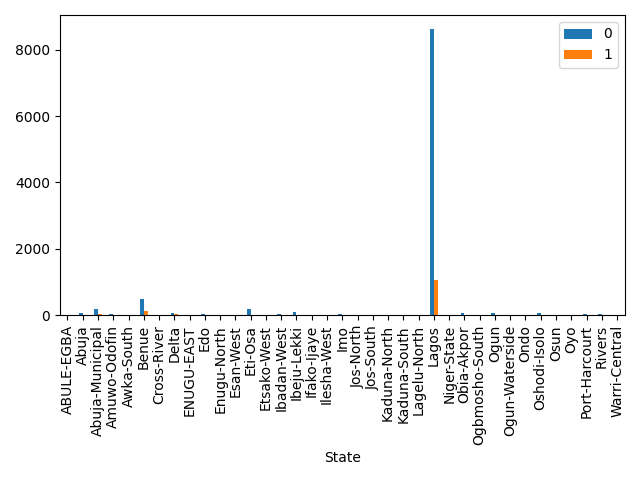 8000
6000
4000
2000
0
0
1
ABULE-EGBA
Abuja
Abuja-Municipal
Amuwo-Odofin
Awka-South
Benue
Cross-River
Delta
ENUGU-EAST
Edo
Enugu-North
Esan-West
Eti-Osa
Etsako-West
Ibadan-West
Ibeju-Lekki
Ifako-Ijaye
Ilesha-West
Imo
Jos-North
Jos-South
Kaduna-North
Kaduna-South
Lagelu-North
Lagos
Niger-State
Obia-Akpor
Ogbmosho-South
Ogun
Ogun-Waterside
Ondo
Oshodi-Isolo
Osun
Oyo
Port-Harcourt
Rivers
Warri-Central
State